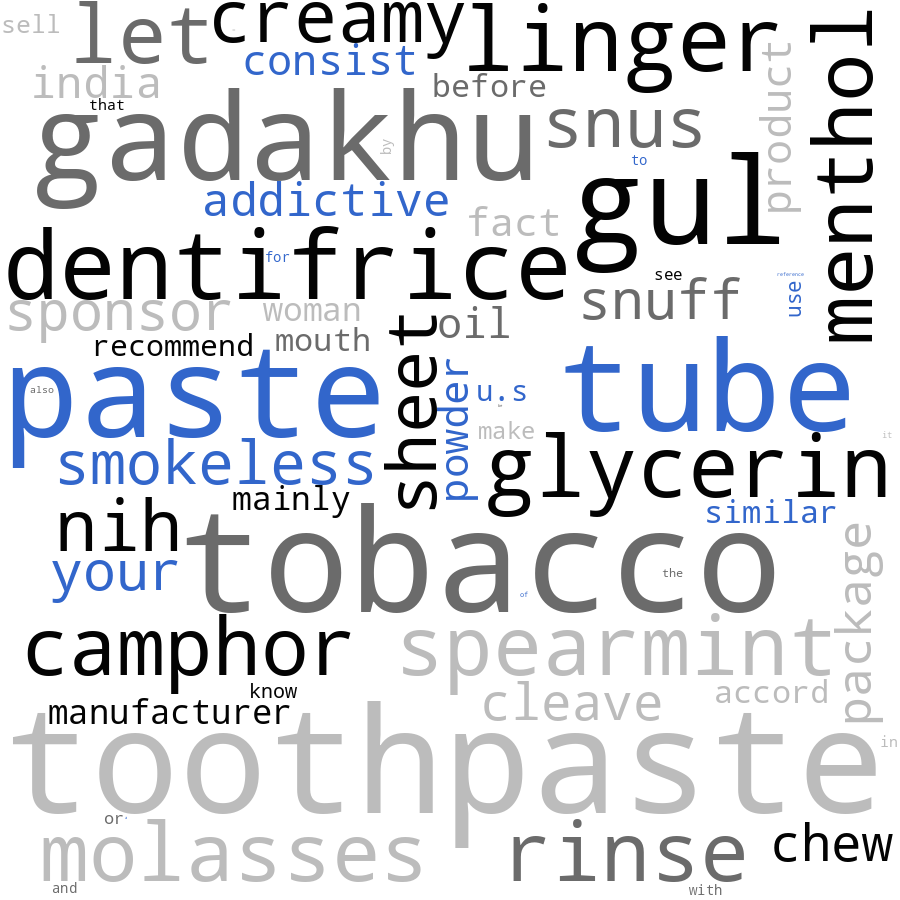 sell
let
creamy
linger
menthol
consist
india
before
product
that
gadakhu
by
snus
to
addictive
fact
gul
dentifrice
for
see
reference
use
sponsor
woman
snuff
sheet
oil
recommend
mouth
paste
also
powder
u.s
tube
make
it
smokeless
glycerin
mainly
nih
similar
tobacco
your
the
of
package
camphor
spearmint
know
cleave
accord
manufacturer
toothpaste
in
or
molasses
rinse
chew
and
with